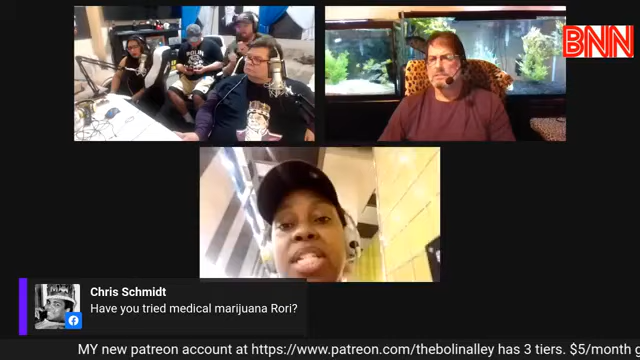 BNN
Chris Schmidt
Have you tried medical marijuana Rori?
MY new patreon account at https://www.patreon.com/thebolinalley has 3 tiers. $5/month